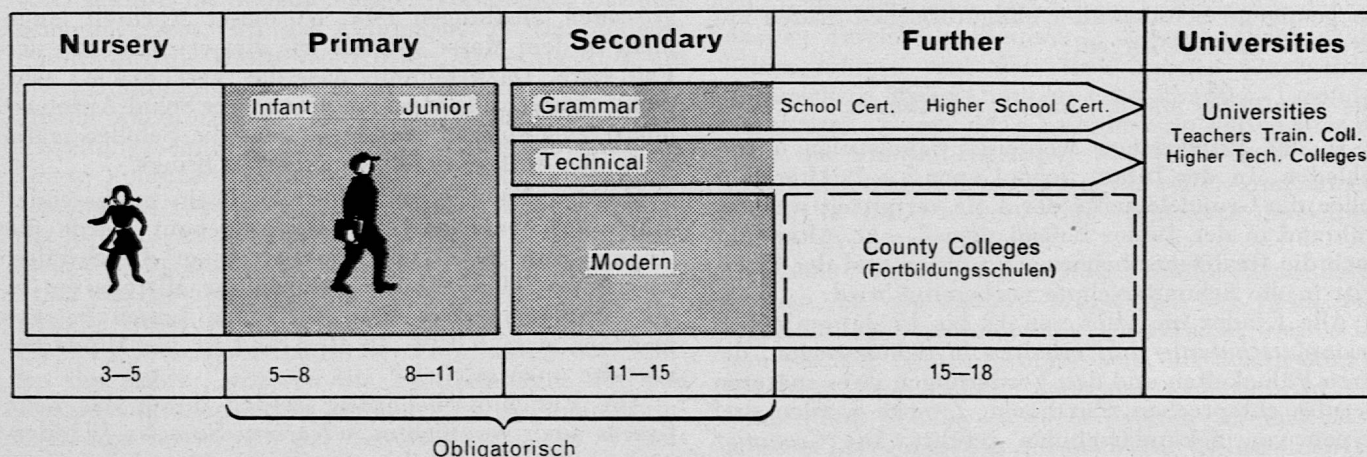 Nursery Primary Secondary Further Universities
Infant Junior Grammar School Cert. Higher School Cert. Universities
Teachers Train. Coll.
Technical Higher Tech. Colleges
Modern County Colleges
(Fortbildungsschulen)
3—5 5—8 8—11 11—15 15—18
Obligatorisch